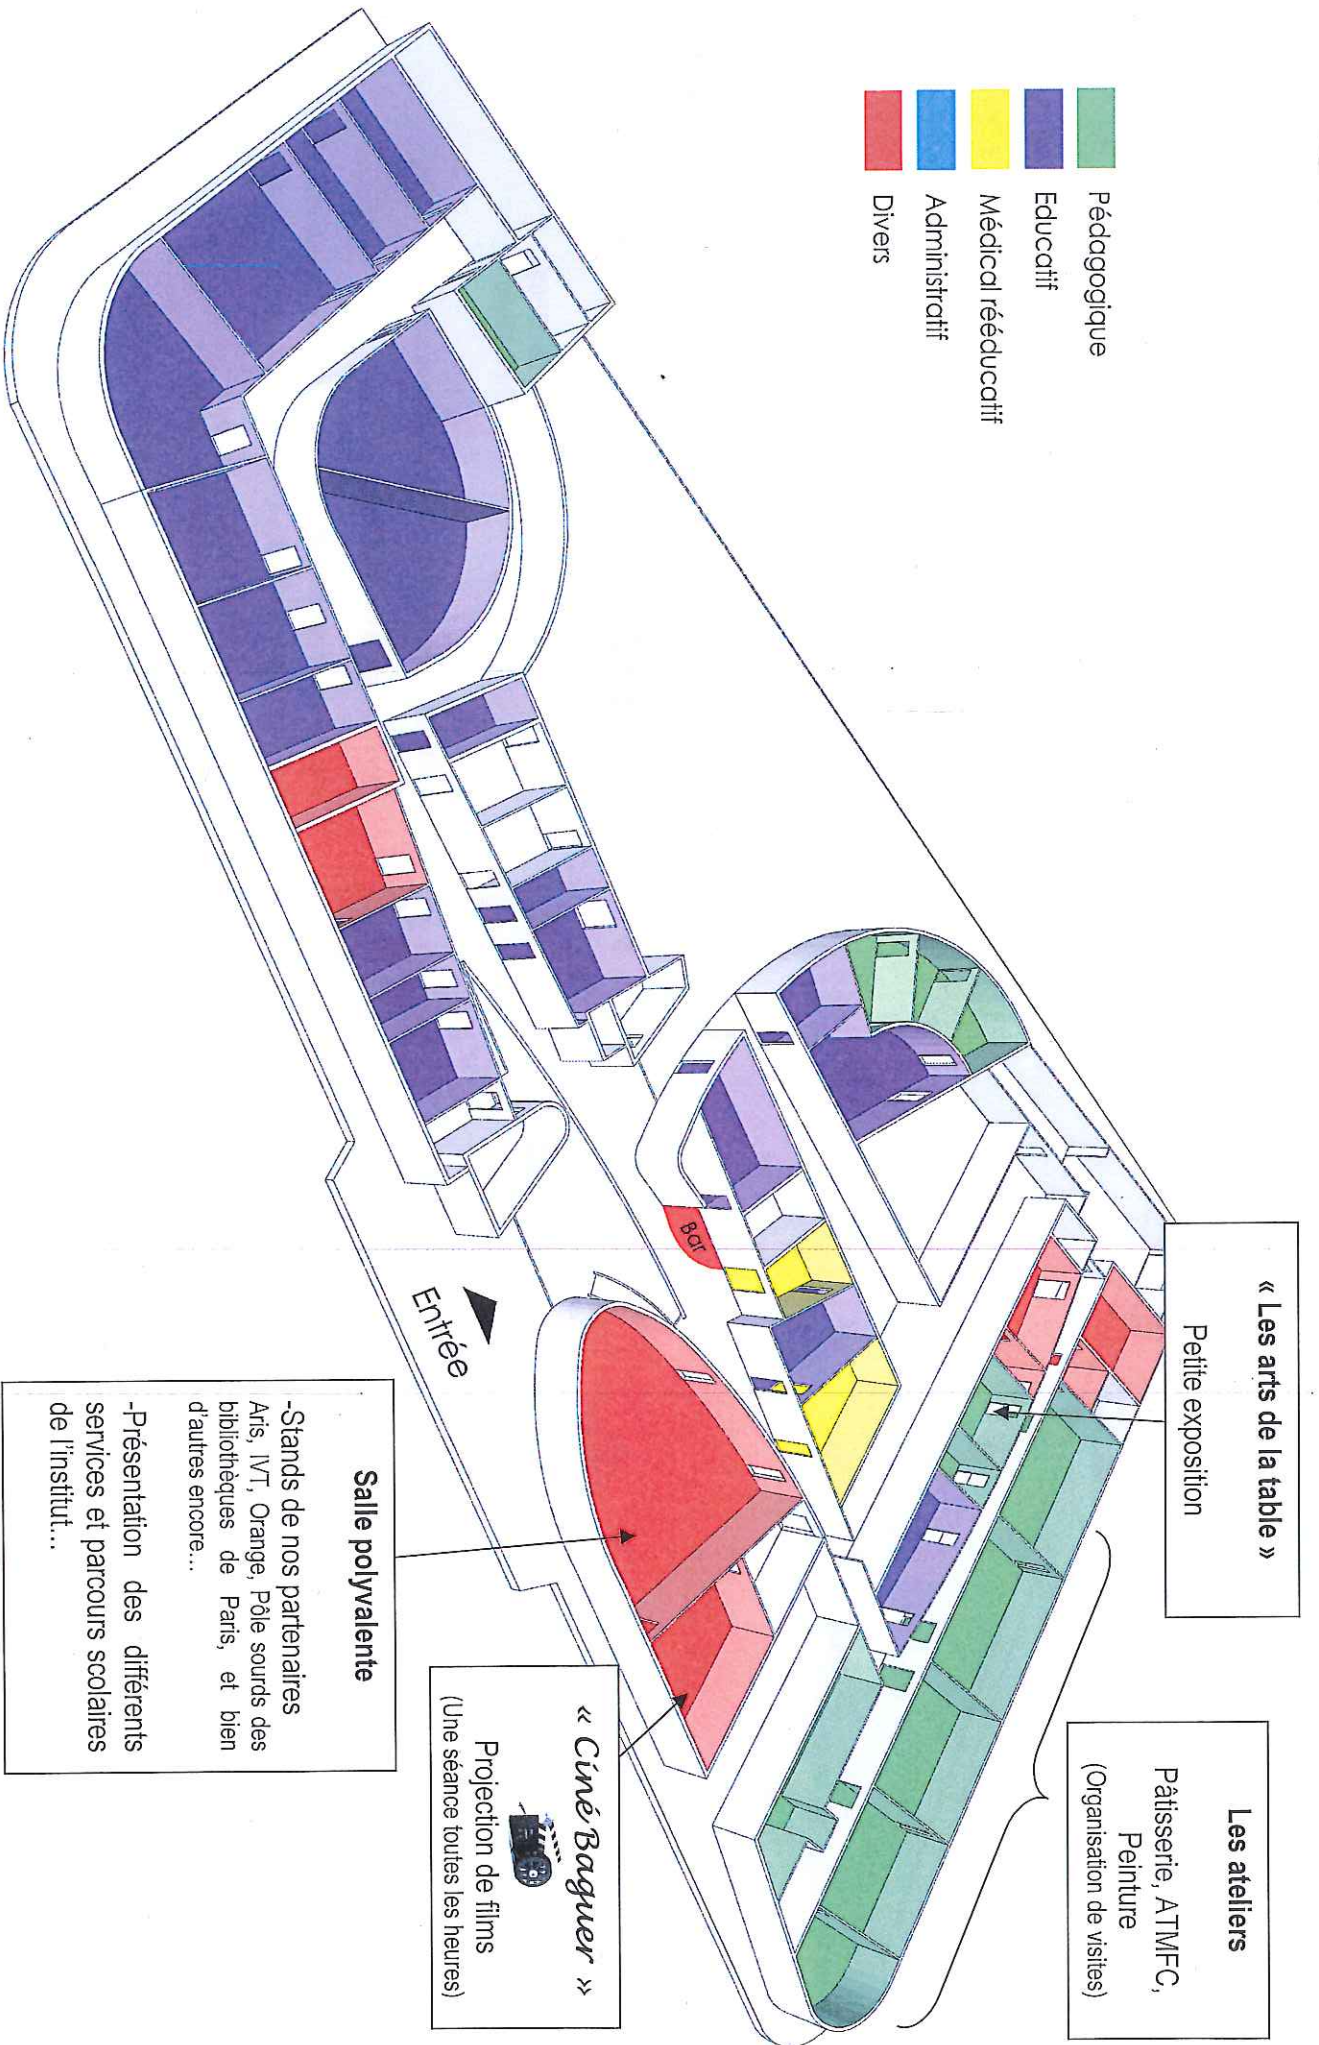 Pédagogique
Educatif
Médical rééducatif
Administratif
Divers
« Les arts de la table »
Petite exposition
Les ateliers
Pâtisserie, ATMFC,
Peinture
(Organisation de visites)
Bar
Entrée
« Ciné Baguer »
Projection de films
(Une séance toutes les heures)
Salle polyvalente
-Stands de nos partenaires
Aris, IVT, Orange, Pôle sourds des
bibliothèques de Paris, et bien
d'autres encore...
-Présentation des différents
services et parcours scolaires
de l'institut...